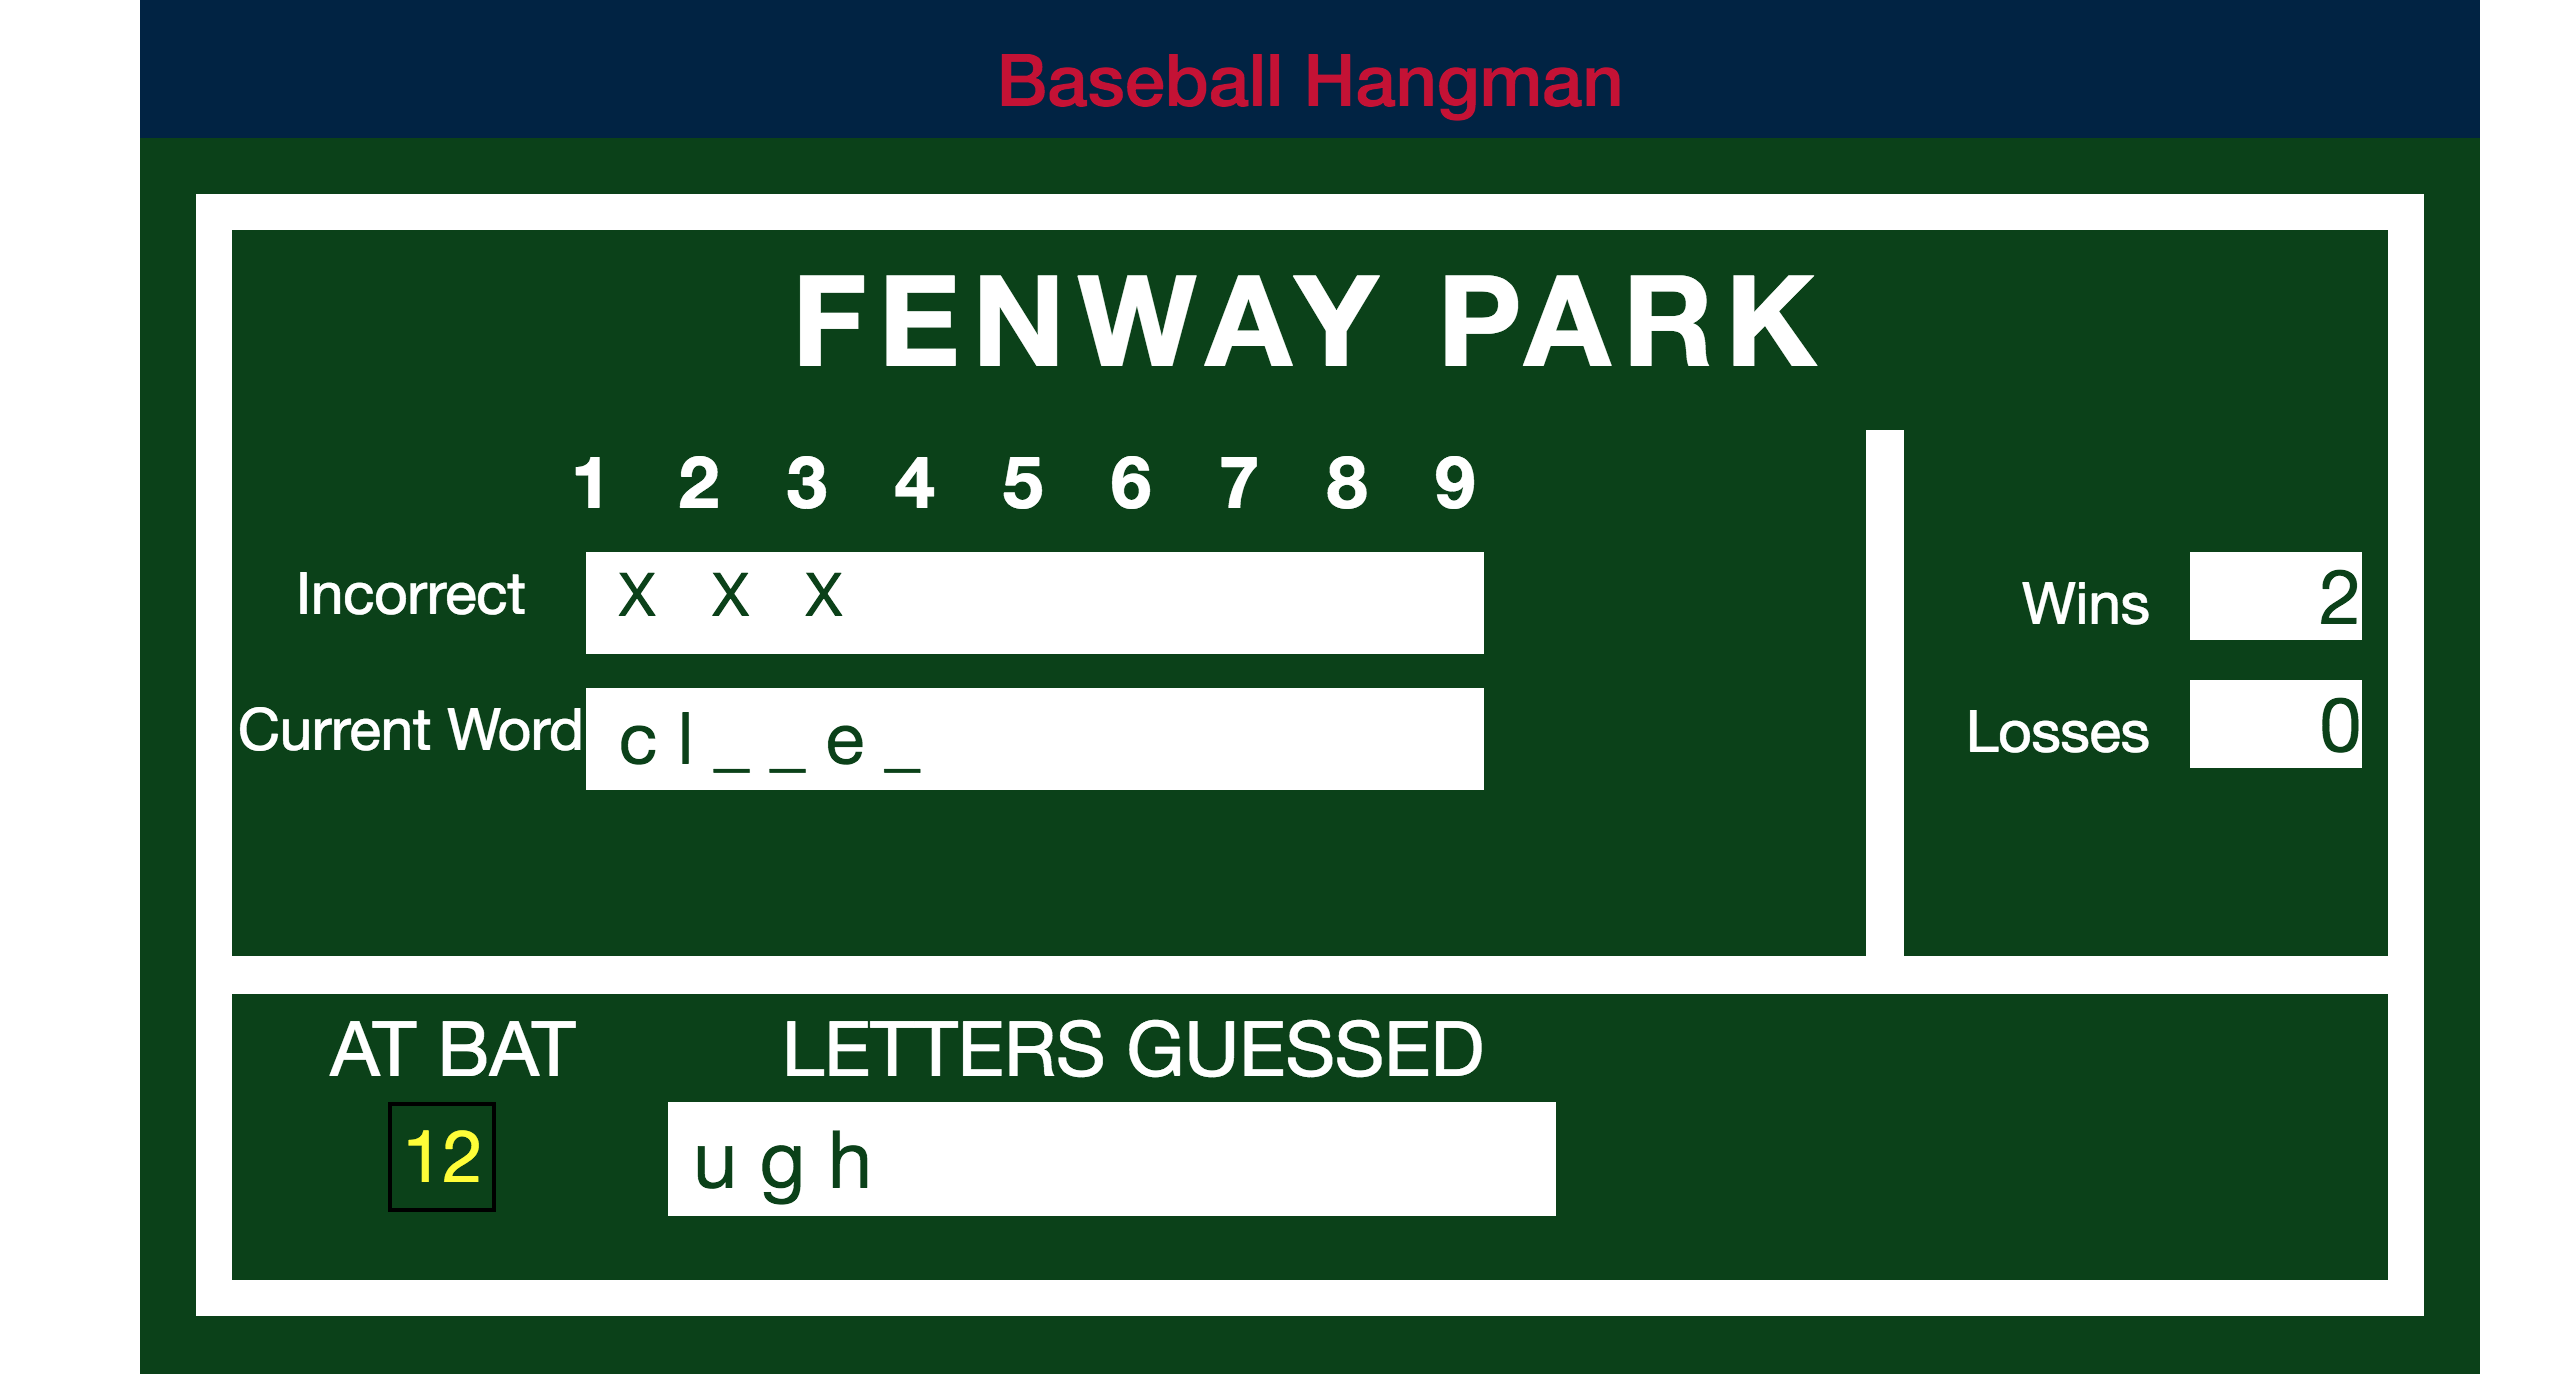 Baseball Hangman
FENWAY PARK
1 2 3 4 5 6 7 8 9
Incorrect X X X
Wins 2
Current Word c l _ _ e _
Losses 0
AT BAT LETTERS GUESSED
12 u g h